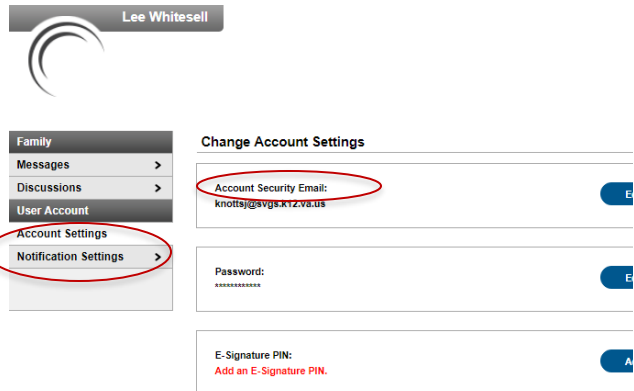 Lee Whitesell
Family
Messages
Discussions
User Account
Account Settings
Notification Settings
Change Account Settings
Account Security Email:
knottsj@svgs.k12.va.us
Password:
************
E-Signature PIN:
Add an E-Signature PIN.